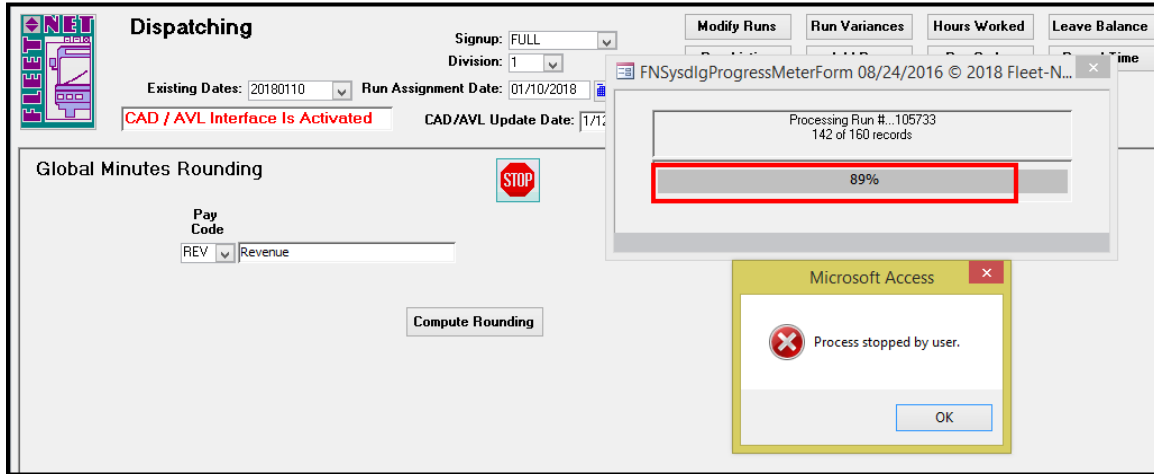 FLEET NET
Dispatching
Signup: FULL
Division: 1
Existing Dates: 20180110 Run Assignment Date: 01/10/2018
CAD / AVL Interface Is Activated CAD/AVL Update Date: 1/12
Modify Runs Run Variances Hours Worked Leave Balance
FNSysdlgProgressMeterForm 08/24/2016 © 2018 Fleet-N...
Processing Run #...105733
142 of 160 records
89%
Global Minutes Rounding
STOP
Pay
Code
REV Revenue
Compute Rounding
Microsoft Access
Process stopped by user.
OK